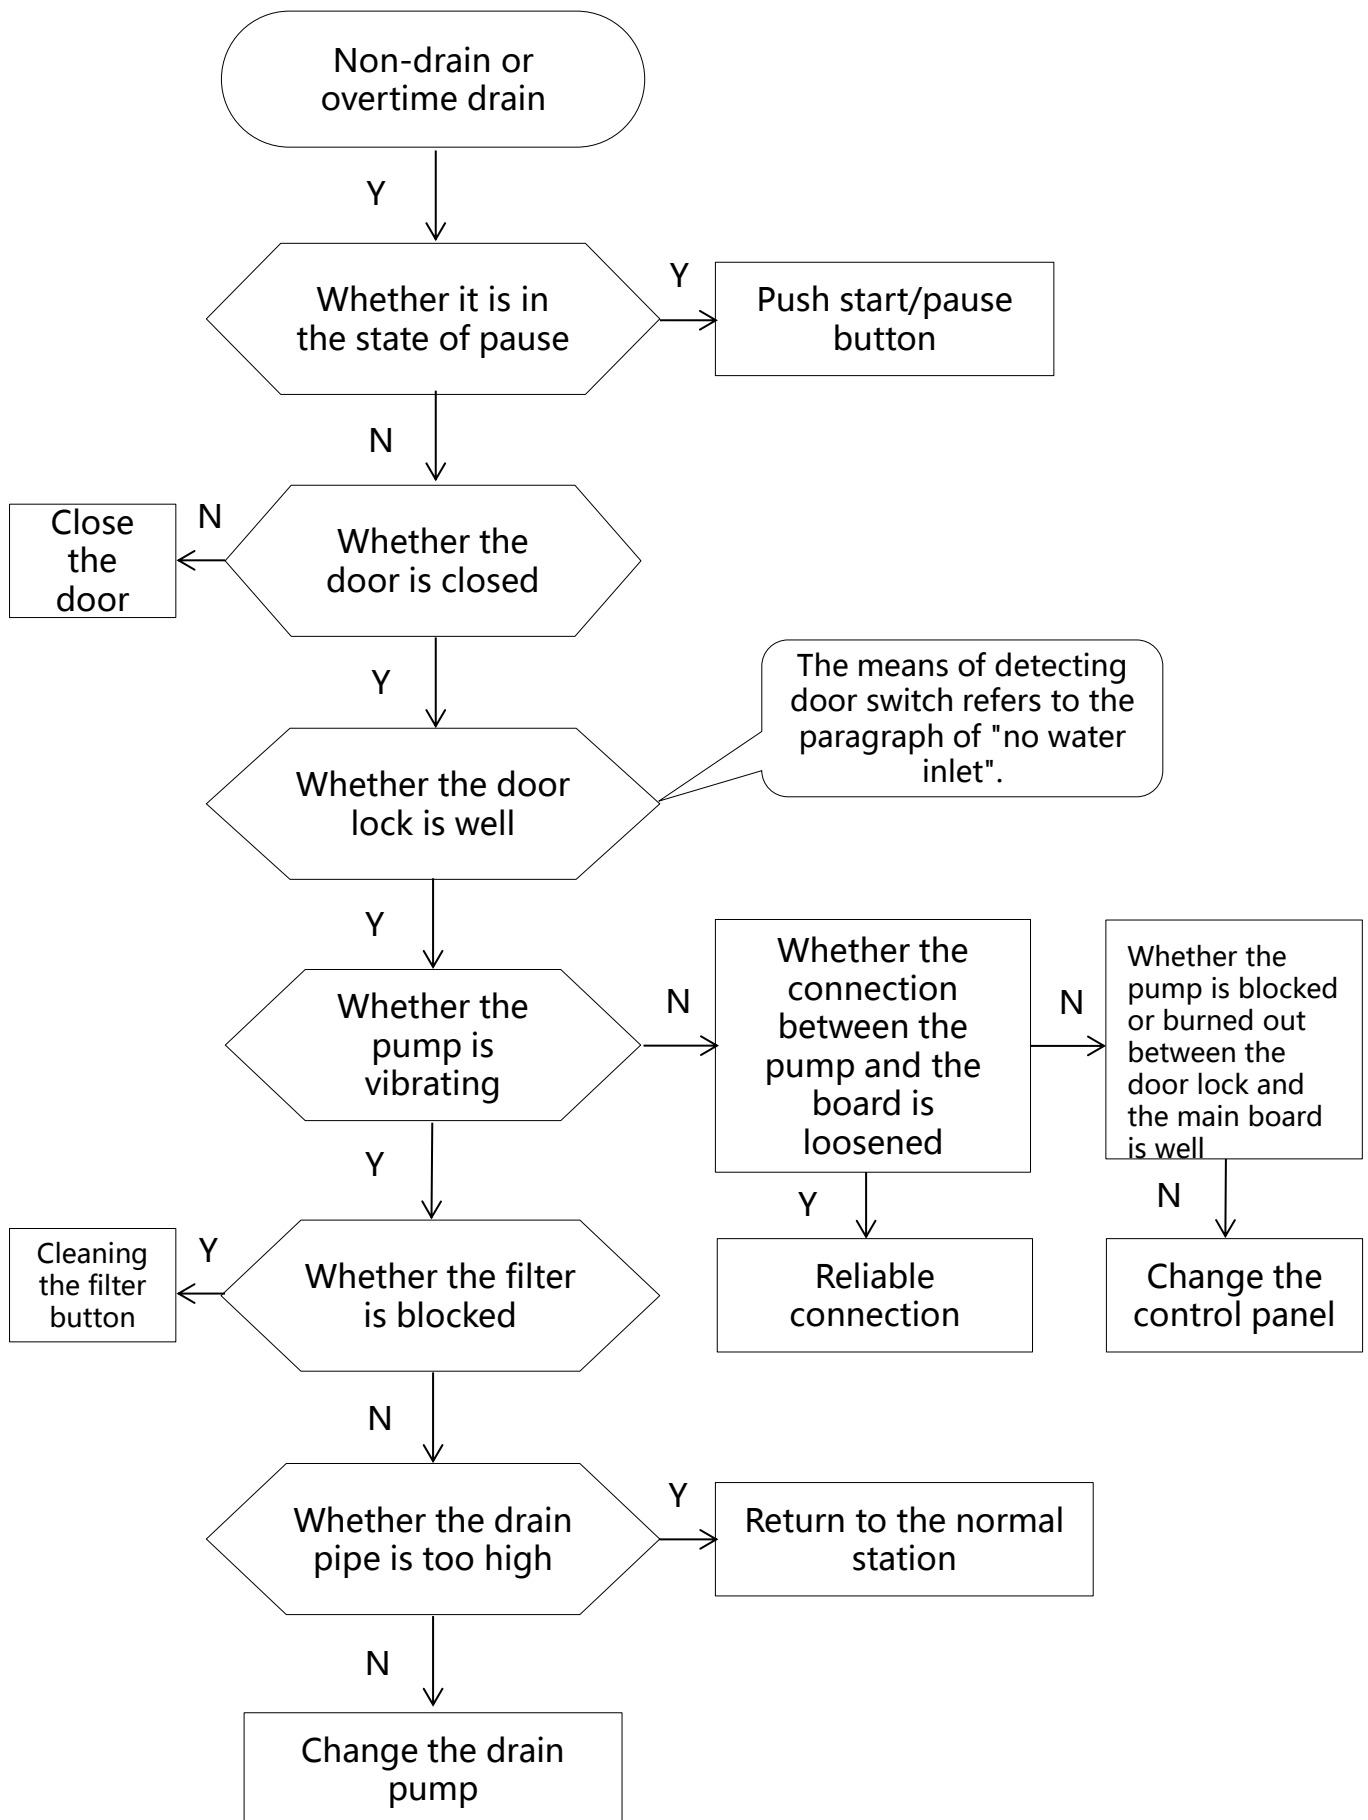 Non-drain or
overtime drain
Y
Whether it is in
the state of pause
Y
Push start/pause
button
N
Close
the
door
N
Whether the
door is closed
Y
The means of detecting
door switch refers to the
paragraph of "no water
inlet".
Whether the door
lock is well
Y
Whether the
pump is
vibrating
N
Whether the
connection
between the
pump and the
board is
loosened
N
Whether the
pump is blocked
or burned out
between the
door lock and
the main board
is well
Y
Y
N
Cleaning
the filter
button
Y
Whether the filter
is blocked
Reliable
connection
Change the
control panel
N
Whether the drain
pipe is too high
Y
Return to the normal
station
N
Change the drain
pump